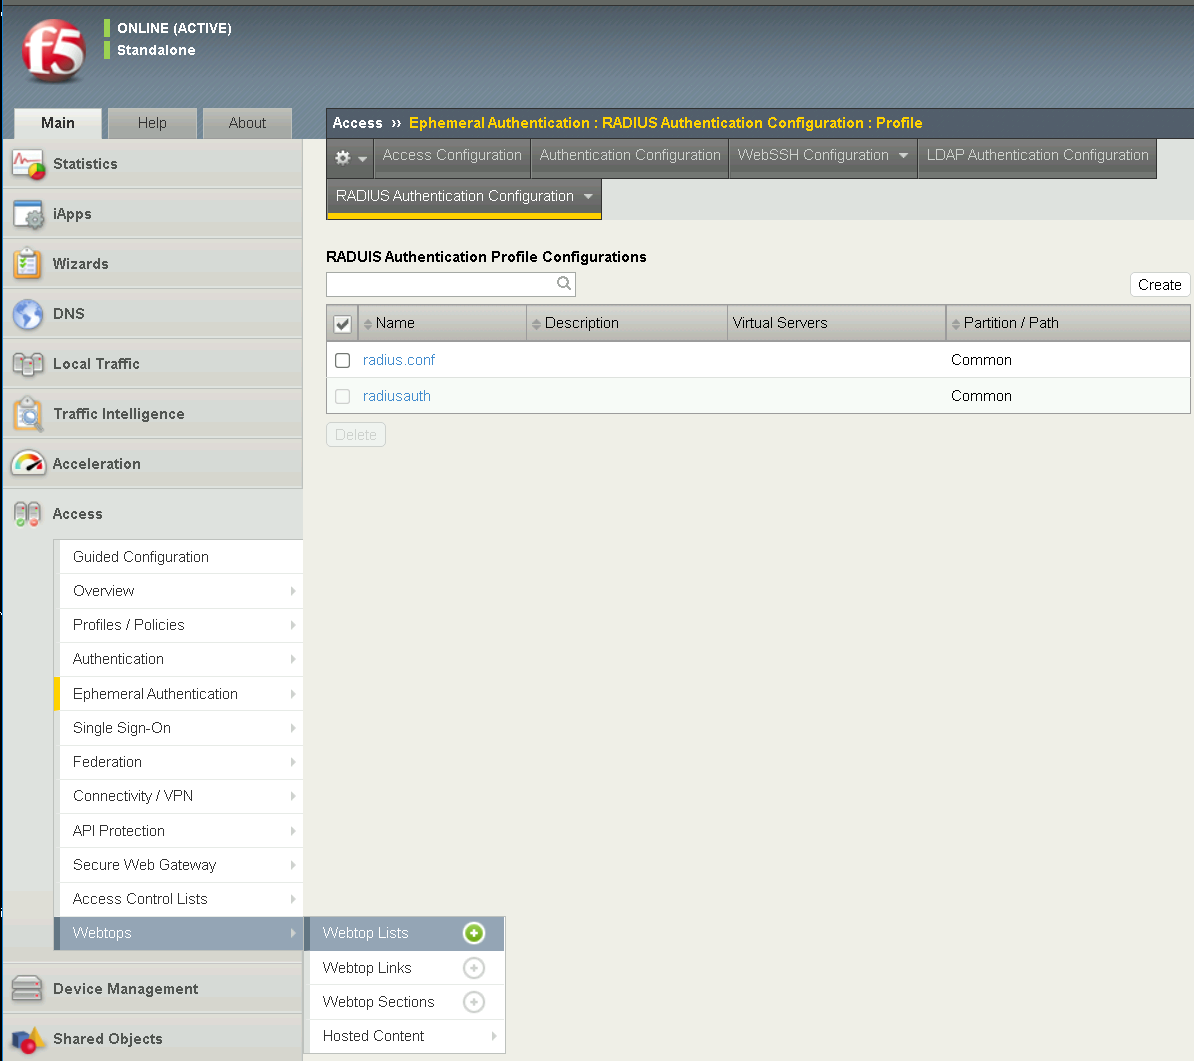 f5
ONLINE (ACTIVE)
Standalone
Main
Help
About
Access ›› Ephemeral Authentication : RADIUS Authentication Configuration : Profile
Access Configuration
Authentication Configuration
WebSSH Configuration
LDAP Authentication Configuration
RADIUS Authentication Configuration
Statistics
iApps
Wizards
DNS
Local Traffic
Traffic Intelligence
Acceleration
Access
Guided Configuration
Overview
Profiles / Policies
Authentication
Ephemeral Authentication
Single Sign-On
Federation
Connectivity / VPN
API Protection
Secure Web Gateway
Access Control Lists
Webtops
Webtop Lists
Webtop Links
Webtop Sections
Hosted Content
Device Management
Shared Objects
RADUIS Authentication Profile Configurations
Create
Name Description Virtual Servers Partition / Path
radius.conf Common
radiusauth Common
Delete